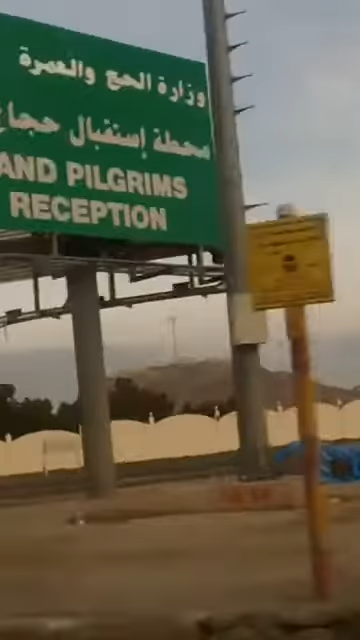 وزارة الحج والعمرة
محطة إستقبال حجاج
AND PILGRIMS
RECEPTION